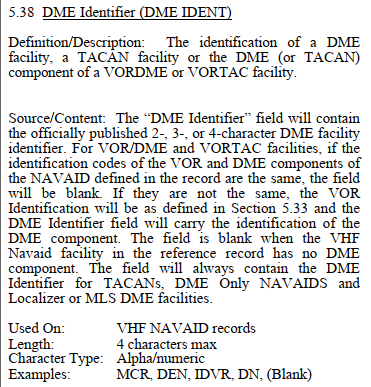 5.38 DME Identifier (DME IDENT)
Definition/Description: The identification of a DME
facility, a TACAN facility or the DME (or TACAN)
component of a VORDME or VORTAC facility.
Source/Content: The “DME Identifier” field will contain
the officially published 2-, 3-, or 4-character DME facility
identifier. For VOR/DME and VORTAC facilities, if the
identification codes of the VOR and DME components of
the NAVAID defined in the record are the same, the field
will be blank. If they are not the same, the VOR
Identification will be as defined in Section 5.33 and the
DME Identifier field will carry the identification of the
DME component. The field is blank when the VHF
Navaid facility in the reference record has no DME
component. The field will always contain the DME
Identifier for TACANs, DME Only NAVAIDS and
Localizer or MLS DME facilities.
Used On: VHF NAVAID records
Length: 4 characters max
Character Type: Alpha/numeric
Examples: MCR, DEN, IDVR, DN, (Blank)